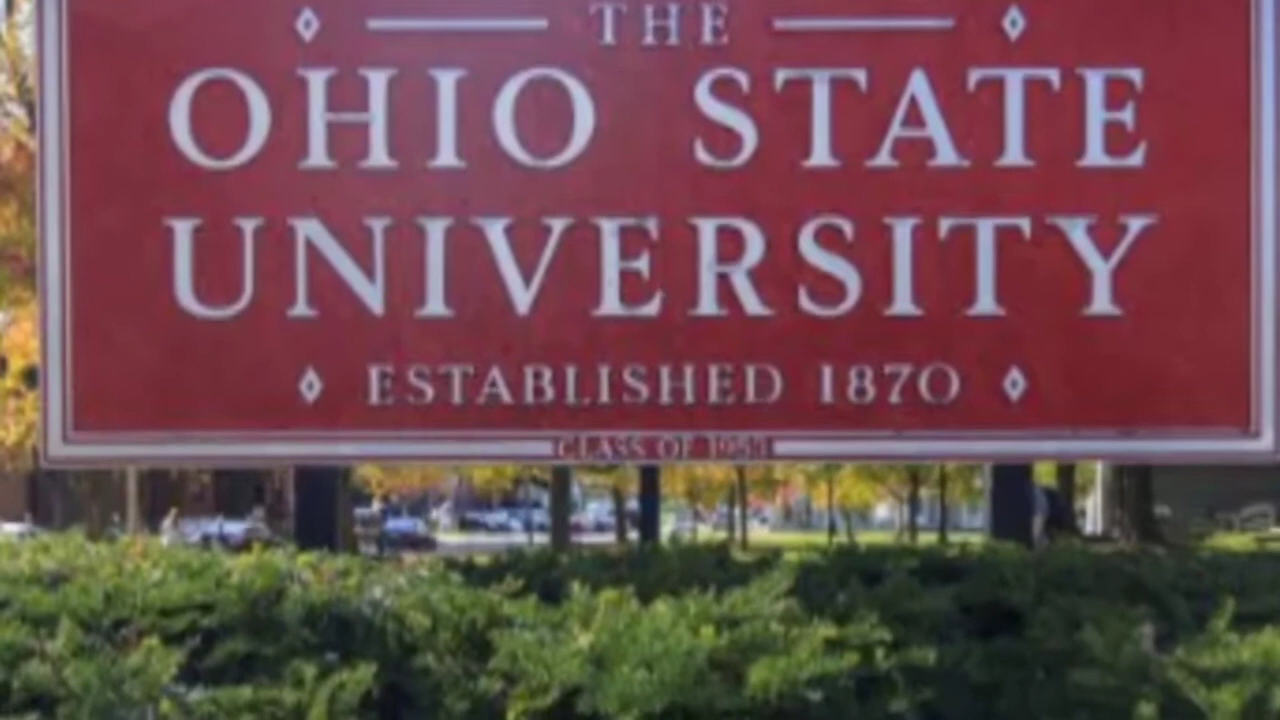 THE
OHIO STATE
UNIVERSITY
ESTABLISHED 1870
CLASS OF